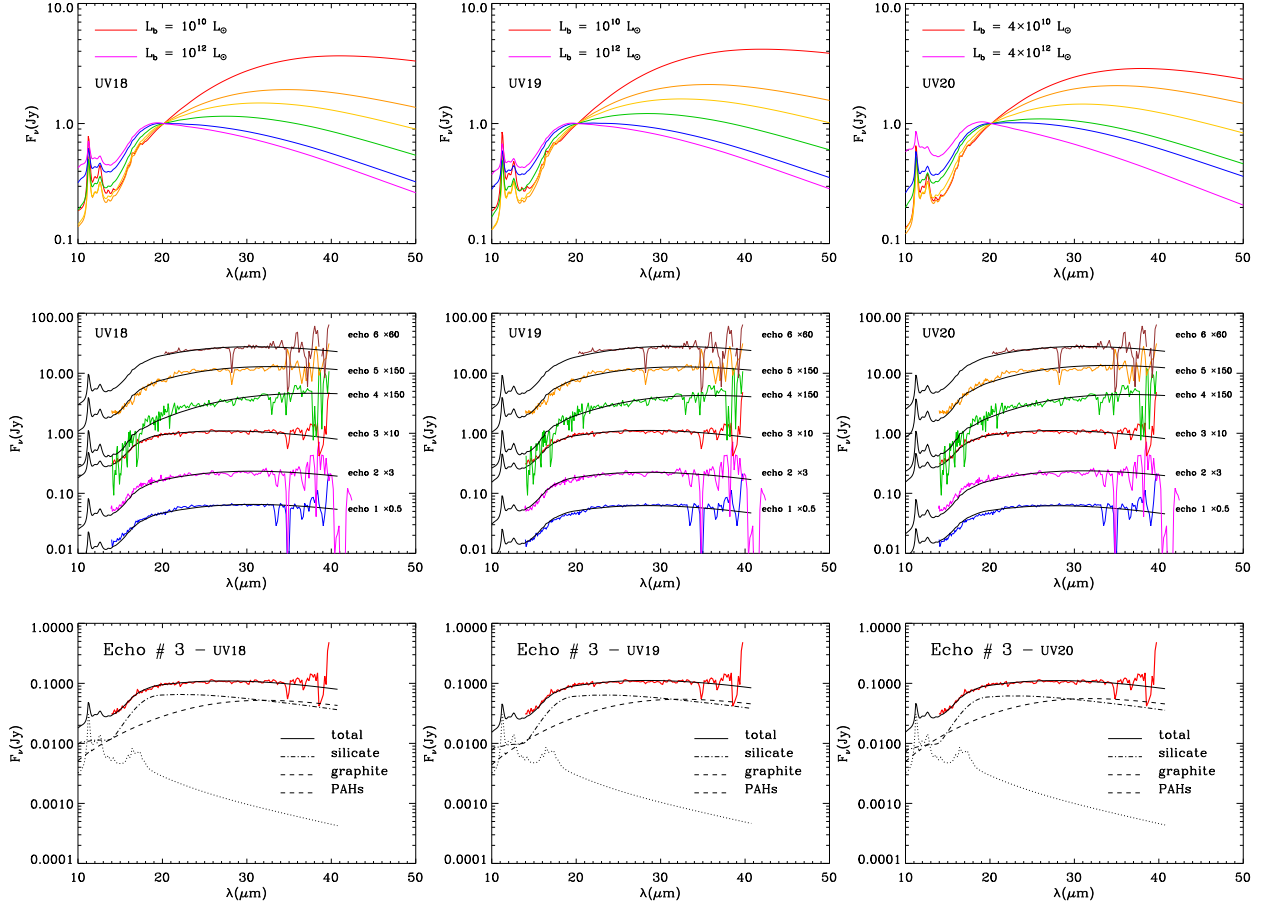 10.0
1.0
0.1
F_ν(Jy)
L_b = 10^10 L_⊙
L_b = 10^12 L_⊙
UV18
10 20 30 40 50
λ(μm)
10.0
1.0
0.1
F_ν(Jy)
L_b = 10^10 L_⊙
L_b = 10^12 L_⊙
UV19
10 20 30 40 50
λ(μm)
10.0
1.0
0.1
F_ν(Jy)
L_b = 4×10^10 L_⊙
L_b = 4×10^12 L_⊙
UV20
10 20 30 40 50
λ(μm)
100.00
10.00
1.00
0.10
0.01
F_ν(Jy)
UV18
echo 6 ×60
echo 5 ×150
echo 4 ×150
echo 3 ×10
echo 2 ×3
echo 1 ×0.5
10 20 30 40 50
λ(μm)
100.00
10.00
1.00
0.10
0.01
F_ν(Jy)
UV19
echo 6 ×60
echo 5 ×150
echo 4 ×150
echo 3 ×10
echo 2 ×3
echo 1 ×0.5
10 20 30 40 50
λ(μm)
100.00
10.00
1.00
0.10
0.01
F_ν(Jy)
UV20
echo 6 ×60
echo 5 ×150
echo 4 ×150
echo 3 ×10
echo 2 ×3
echo 1 ×0.5
10 20 30 40 50
λ(μm)
1.0000
0.1000
0.0100
0.0010
0.0001
F_ν(Jy)
Echo # 3 – UV18
total
silicate
graphite
PAHs
10 20 30 40 50
λ(μm)
1.0000
0.1000
0.0100
0.0010
0.0001
F_ν(Jy)
Echo # 3 – UV19
total
silicate
graphite
PAHs
10 20 30 40 50
λ(μm)
1.0000
0.1000
0.0100
0.0010
0.0001
F_ν(Jy)
Echo # 3 – UV20
total
silicate
graphite
PAHs
10 20 30 40 50
λ(μm)